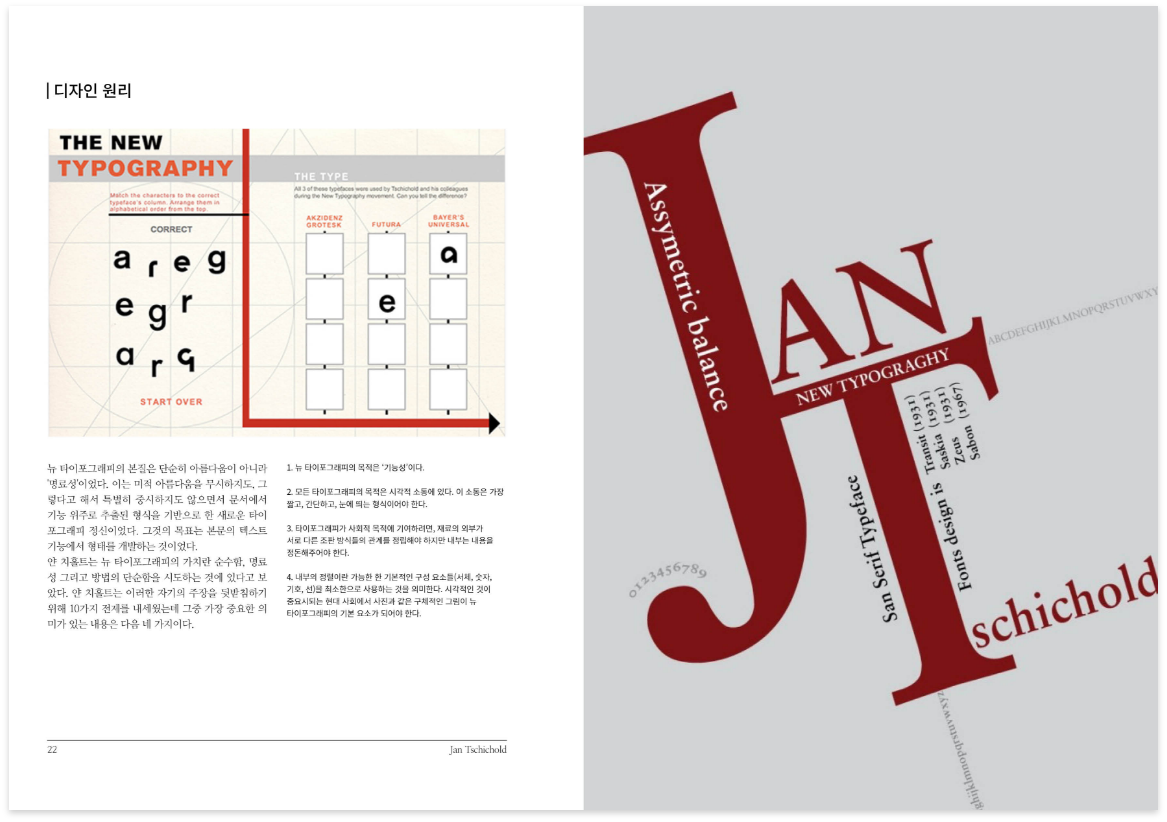 디자인 원리
THE NEW
TYPOGRAPHY
Match the characters to the correct
typeface's column. Arrange them in
alphabetical order from the top.
CORRECT
a r e g
e g r
a r g
START OVER
THE TYPE
All 3 of these typefaces were used by Tschichold and his colleagues
during the New Typography movement. Can you tell the difference?
AKZIDENZ
GROTESK
FUTURA
BAYER'S
UNIVERSAL
a
e
뉴 타이포그래피의 본질은 단순히 아름다움이 아니라
'명료성'이었다. 이는 미적 아름다움을 무시하지도, 그
렇다고 해서 특별히 중시하지도 않으면서 문서에서
기능 위주로 추출된 형식을 기반으로 한 새로운 타이
포그래피 정신이었다. 그것의 목표는 본문의 텍스트
기능에서 형태를 개발하는 것이었다.
얀 치홀트는 뉴 타이포그래피의 가치란 순수함, 명료
성 그리고 방법의 단순함을 시도하는 것에 있다고 보
았다. 얀 치홀트는 이러한 자기의 주장을 뒷받침하기
위해 10가지 전제를 내세웠는데 그중 가장 중요한 의
미가 있는 내용은 다음 네 가지이다.
1. 뉴 타이포그래피의 목적은 '기능성'이다.
2. 모든 타이포그래피의 목적은 시각적 소통에 있다. 이 소통은 가장
짧고, 간단하고, 눈에 띄는 형식이어야 한다.
3. 타이포그래피가 사회적 목적에 기여하려면, 재료의 외부가
서로 다른 조판 방식들의 관계를 정립해야 하지만 내부는 내용을
정돈해주어야 한다.
4. 내부의 정렬이란 가능한 한 기본적인 구성 요소들(서체, 숫자,
기호, 선)을 최소한으로 사용하는 것을 의미한다. 시각적인 것이
중요시되는 현대 사회에서 사진과 같은 구체적인 그림이 뉴
타이포그래피의 기본 요소가 되어야 한다.
22
Jan Tschichold
JAN
Assymetric balance
NEW TYPOGRAGHY
ABCDEFGHIJKLMNOPQRSTUVWXY
Tschichold
San Serif Typeface
Fonts design is
Transit (1931)
Saskia (1931)
Zeus (1931)
Sabon (1967)
0123456789
ghijklmnopqrstuvwxyz